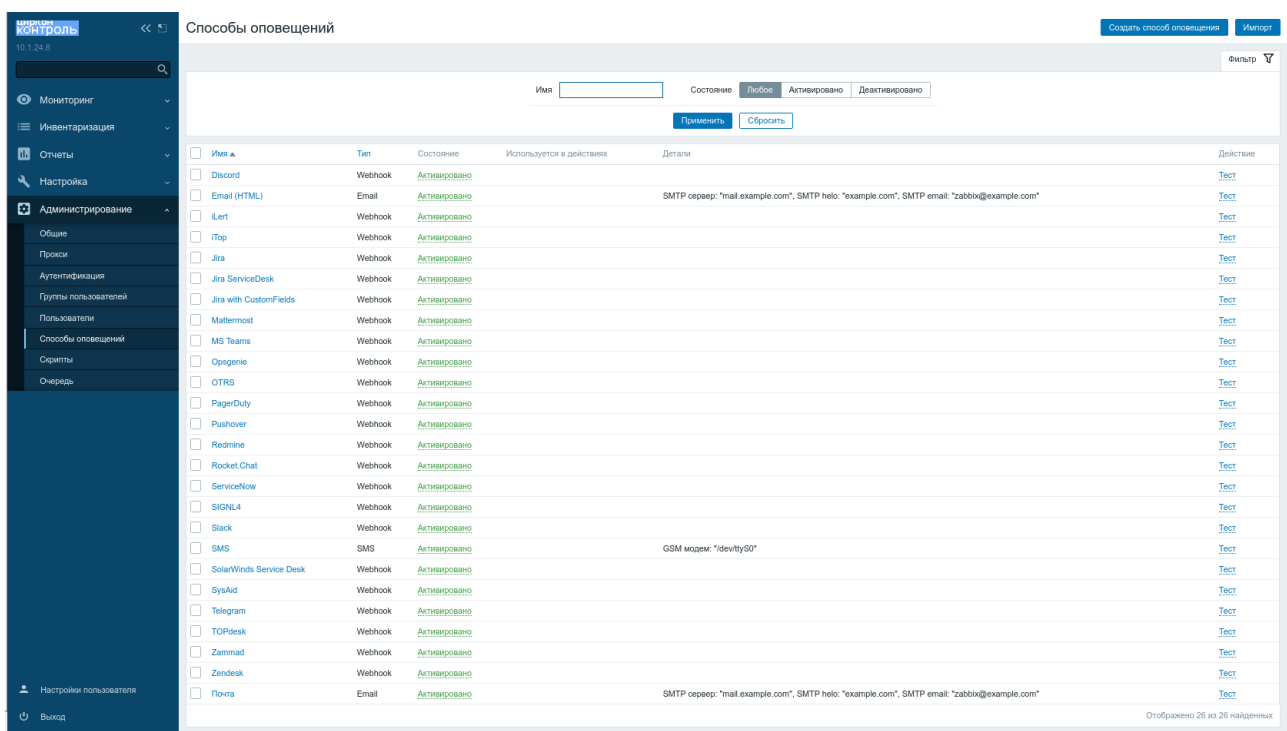 циркон
контроль
10.1.24.8
Мониторинг
Инвентаризация
Отчеты
Настройка
Администрирование
Общие
Прокси
Аутентификация
Группы пользователей
Пользователи
Способы оповещений
Скрипты
Очередь
Настройки пользователя
Выход
Способы оповещений
Создать способ оповещения Импорт
Фильтр
Имя Состояние Любое Активировано Деактивировано
Применить Сбросить
Имя Тип Состояние Используется в действиях Детали Действие
Discord Webhook Активировано Тест
Email (HTML) Email Активировано SMTP сервер: "mail.example.com", SMTP helo: "example.com", SMTP email: "zabbix@example.com" Тест
iLert Webhook Активировано Тест
iTop Webhook Активировано Тест
Jira Webhook Активировано Тест
Jira ServiceDesk Webhook Активировано Тест
Jira with CustomFields Webhook Активировано Тест
Mattermost Webhook Активировано Тест
MS Teams Webhook Активировано Тест
Opsgenie Webhook Активировано Тест
OTRS Webhook Активировано Тест
PagerDuty Webhook Активировано Тест
Pushover Webhook Активировано Тест
Redmine Webhook Активировано Тест
Rocket.Chat Webhook Активировано Тест
ServiceNow Webhook Активировано Тест
SIGNL4 Webhook Активировано Тест
Slack Webhook Активировано Тест
SMS SMS Активировано GSM модем: "/dev/ttyS0" Тест
SolarWinds Service Desk Webhook Активировано Тест
SysAid Webhook Активировано Тест
Telegram Webhook Активировано Тест
TOPdesk Webhook Активировано Тест
Zammad Webhook Активировано Тест
Zendesk Webhook Активировано Тест
Почта Email Активировано SMTP сервер: "mail.example.com", SMTP helo: "example.com", SMTP email: "zabbix@example.com" Тест
Отображено 26 из 26 найденных